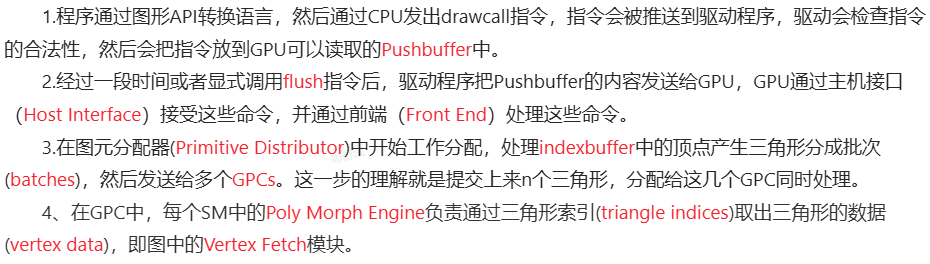 1.程序通过图形API转换语言，然后通过CPU发出drawcall指令，指令会被推送到驱动程序，驱动会检查指令
的合法性，然后会把指令放到GPU可以读取的Pushbuffer中。
2.经过一段时间或者显式调用flush指令后，驱动程序把Pushbuffer的内容发送给GPU，GPU通过主机接口
（Host Interface）接受这些命令，并通过前端（Front End）处理这些命令。
3.在图元分配器(Primitive Distributor)中开始工作分配，处理indexbuffer中的顶点产生三角形分成批次
(batches)，然后发送给多个GPCs。这一步的理解就是提交上来n个三角形，分配给这几个GPC同时处理。
4、在GPC中，每个SM中的Poly Morph Engine负责通过三角形索引(triangle indices)取出三角形的数据
(vertex data)，即图中的Vertex Fetch模块。